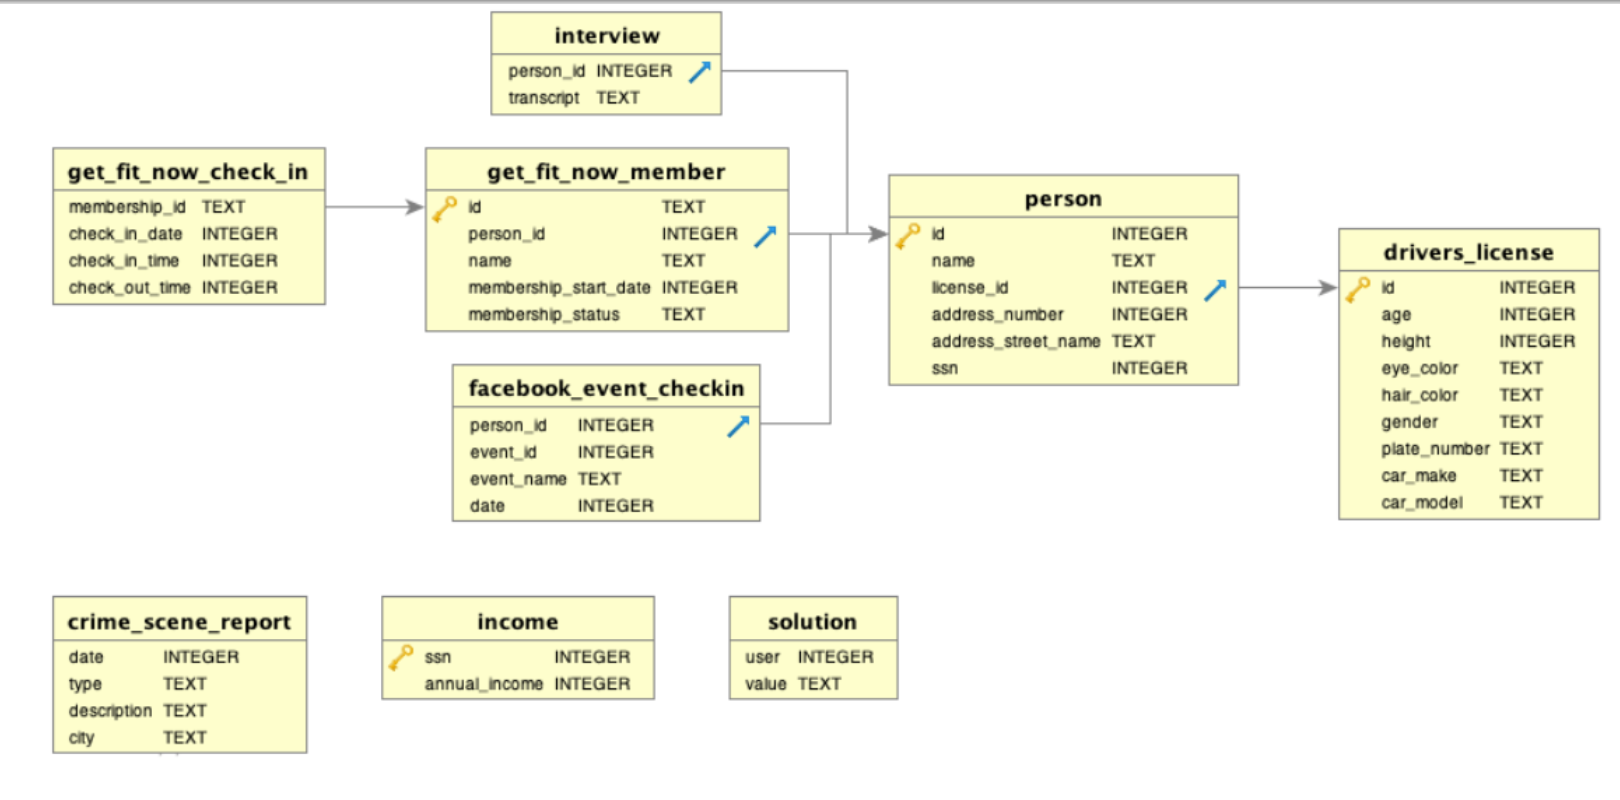 interview
person_id INTEGER
transcript TEXT
get_fit_now_check_in
membership_id TEXT
check_in_date INTEGER
check_in_time INTEGER
check_out_time INTEGER
get_fit_now_member
id TEXT
person_id INTEGER
name TEXT
membership_start_date INTEGER
membership_status TEXT
person
id INTEGER
name TEXT
license_id INTEGER
address_number INTEGER
address_street_name TEXT
ssn INTEGER
drivers_license
id INTEGER
age INTEGER
height INTEGER
eye_color TEXT
hair_color TEXT
gender TEXT
plate_number TEXT
car_make TEXT
car_model TEXT
facebook_event_checkin
person_id INTEGER
event_id INTEGER
event_name TEXT
date INTEGER
crime_scene_report
date INTEGER
type TEXT
description TEXT
city TEXT
income
ssn INTEGER
annual_income INTEGER
solution
user INTEGER
value TEXT